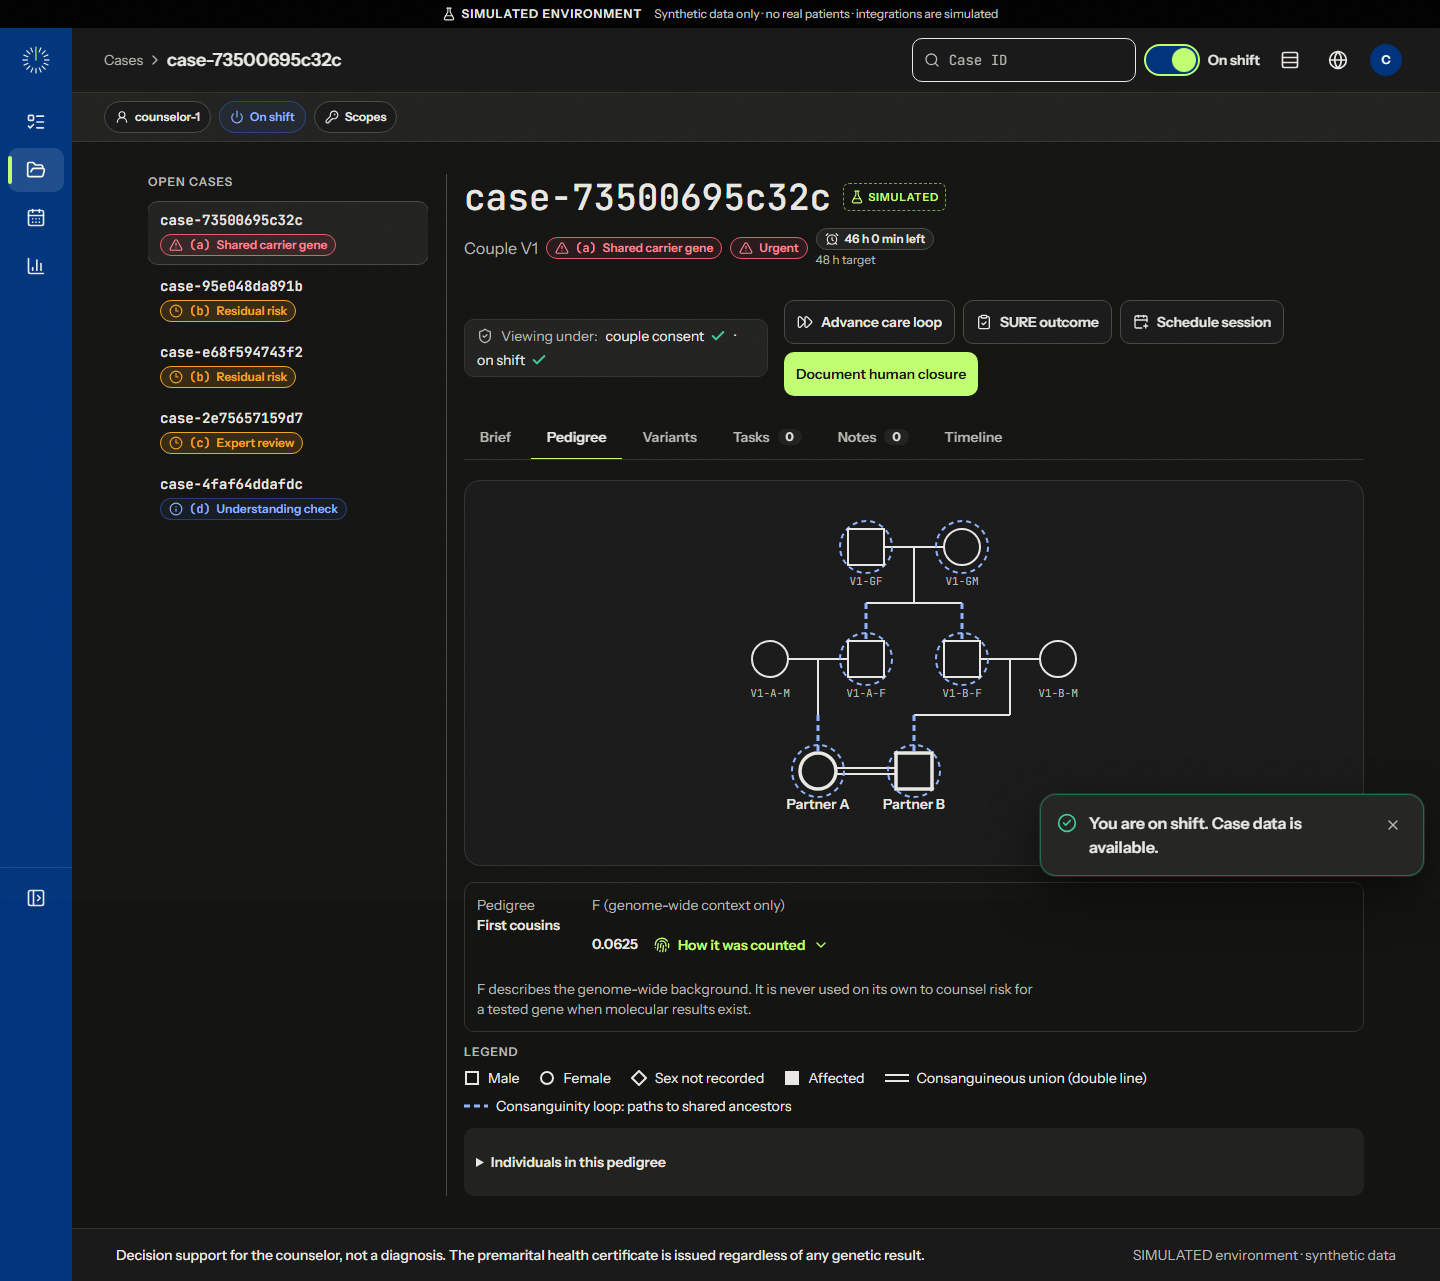 SIMULATED ENVIRONMENT Synthetic data only · no real patients · integrations are simulated
Cases > case-73500695c32c
Case ID
On shift
C
counselor-1
On shift
Scopes
OPEN CASES
case-73500695c32c
(a) Shared carrier gene
case-95e048da891b
(b) Residual risk
case-e68f594743f2
(b) Residual risk
case-2e75657159d7
(c) Expert review
case-4faf64ddafdc
(d) Understanding check
case-73500695c32c
SIMULATED
Couple V1
(a) Shared carrier gene
Urgent
46 h 0 min left
48 h target
Viewing under: couple consent ✓ ·
on shift ✓
Advance care loop
SURE outcome
Schedule session
Document human closure
Brief
Pedigree
Variants
Tasks 0
Notes 0
Timeline
V1-GF
V1-GM
V1-A-M
V1-A-F
V1-B-F
V1-B-M
Partner A
Partner B
You are on shift. Case data is
available.
Pedigree
First cousins
F (genome-wide context only)
0.0625
How it was counted
F describes the genome-wide background. It is never used on its own to counsel risk for
a tested gene when molecular results exist.
LEGEND
Male
Female
Sex not recorded
Affected
Consanguineous union (double line)
Consanguinity loop: paths to shared ancestors
Individuals in this pedigree
Decision support for the counselor, not a diagnosis. The premarital health certificate is issued regardless of any genetic result.
SIMULATED environment · synthetic data